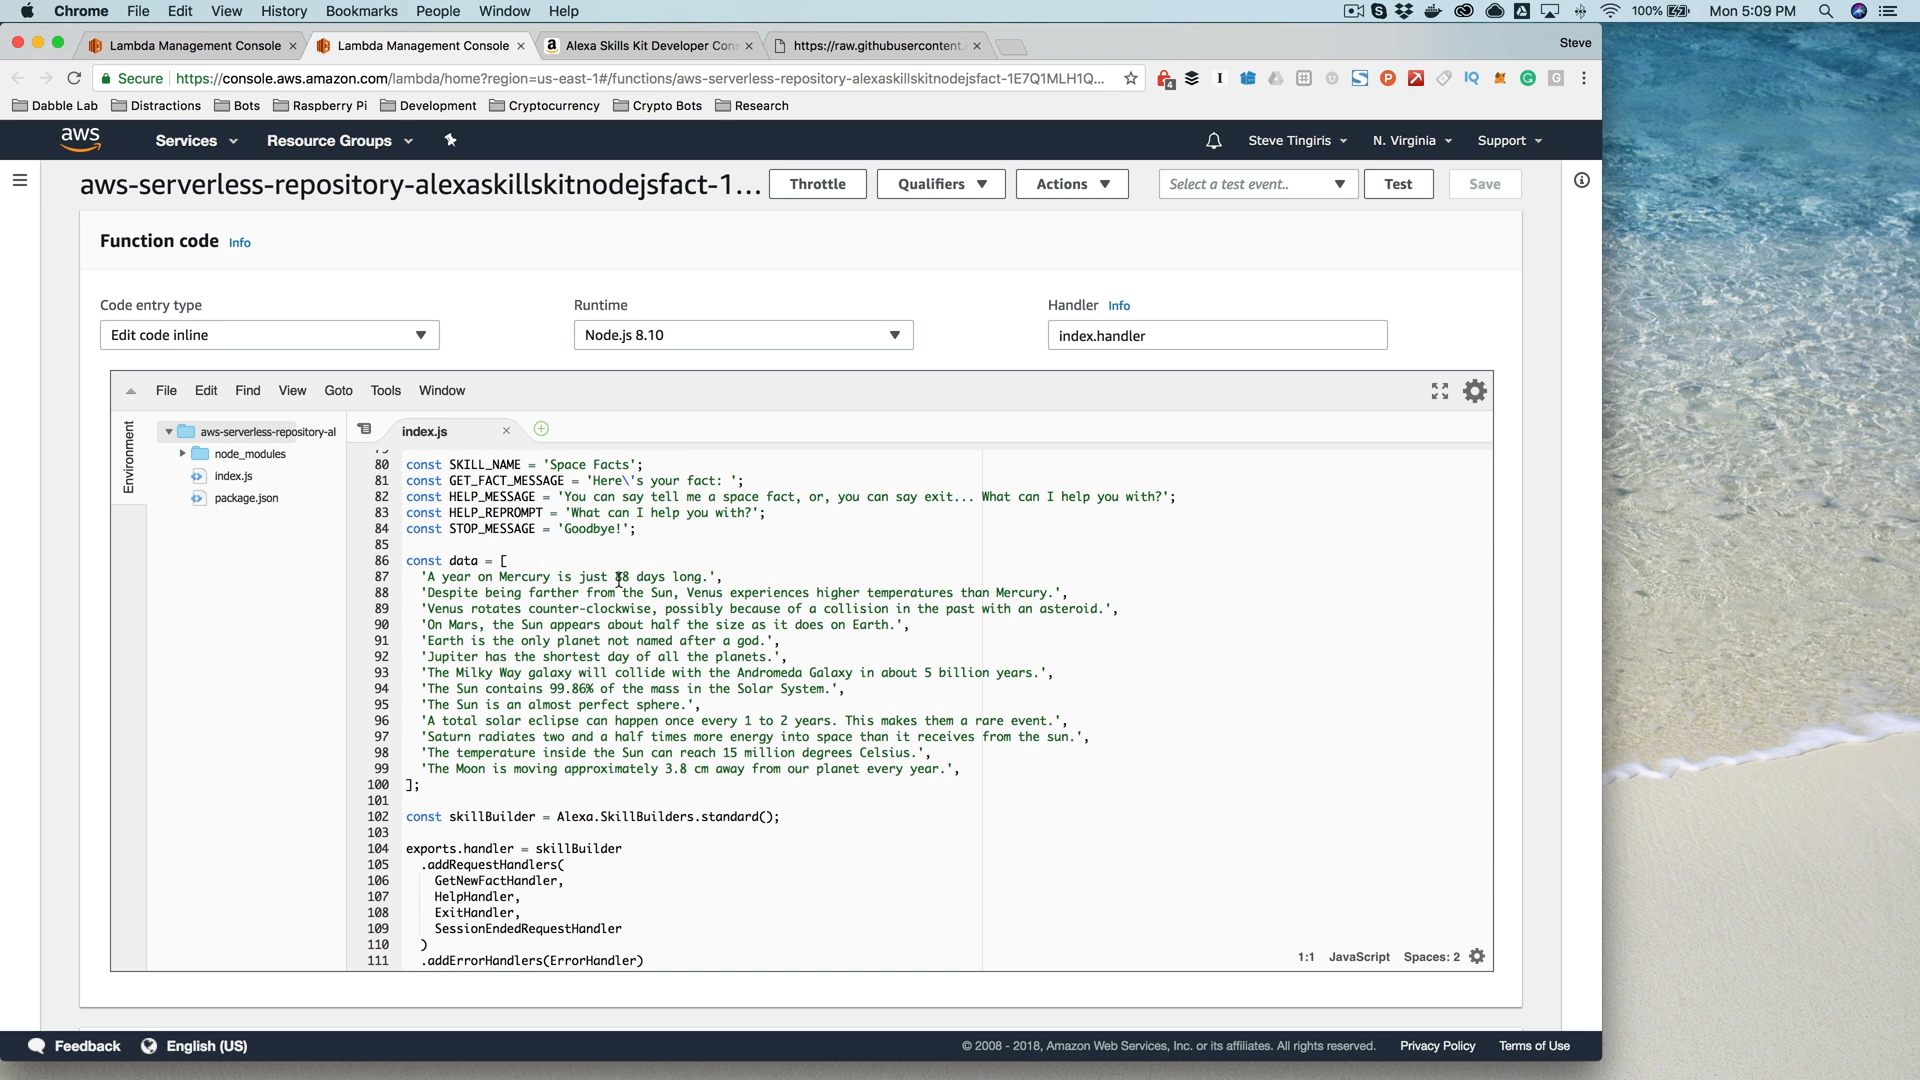 Chrome File Edit View History Bookmarks People Window Help 100% Mon 5:09 PM
Lambda Management Console Lambda Management Console Alexa Skills Kit Developer Con https://raw.githubusercontent. Steve
Secure https://console.aws.amazon.com/lambda/home?region=us-east-1#/functions/aws-serverless-repository-alexaskillskitnodejsfact-1E7Q1MLH1Q...
Dabble Lab Distractions Bots Raspberry Pi Development Cryptocurrency Crypto Bots Research
aws Services Resource Groups Steve Tingiris N. Virginia Support
aws-serverless-repository-alexaskillskitnodejsfact-1... Throttle Qualifiers Actions Select a test event.. Test Save
Function code Info
Code entry type Runtime Handler Info
Edit code inline Node.js 8.10 index.handler
File Edit Find View Goto Tools Window
Environment
aws-serverless-repository-al
node_modules
index.js
package.json
index.js
80 const SKILL_NAME = 'Space Facts';
81 const GET_FACT_MESSAGE = 'Here\'s your fact: ';
82 const HELP_MESSAGE = 'You can say tell me a space fact, or, you can say exit... What can I help you with?';
83 const HELP_REPROMPT = 'What can I help you with?';
84 const STOP_MESSAGE = 'Goodbye!';
85
86 const data = [
87 'A year on Mercury is just 88 days long.',
88 'Despite being farther from the Sun, Venus experiences higher temperatures than Mercury.',
89 'Venus rotates counter-clockwise, possibly because of a collision in the past with an asteroid.',
90 'On Mars, the Sun appears about half the size as it does on Earth.',
91 'Earth is the only planet not named after a god.',
92 'Jupiter has the shortest day of all the planets.',
93 'The Milky Way galaxy will collide with the Andromeda Galaxy in about 5 billion years.',
94 'The Sun contains 99.86% of the mass in the Solar System.',
95 'The Sun is an almost perfect sphere.',
96 'A total solar eclipse can happen once every 1 to 2 years. This makes them a rare event.',
97 'Saturn radiates two and a half times more energy into space than it receives from the sun.',
98 'The temperature inside the Sun can reach 15 million degrees Celsius.',
99 'The Moon is moving approximately 3.8 cm away from our planet every year.',
100 ];
101
102 const skillBuilder = Alexa.SkillBuilders.standard();
103
104 exports.handler = skillBuilder
105 .addRequestHandlers(
106 GetNewFactHandler,
107 HelpHandler,
108 ExitHandler,
109 SessionEndedRequestHandler
110 )
111 .addErrorHandlers(ErrorHandler)
1:1 JavaScript Spaces: 2
Feedback English (US) © 2008 - 2018, Amazon Web Services, Inc. or its affiliates. All rights reserved. Privacy Policy Terms of Use